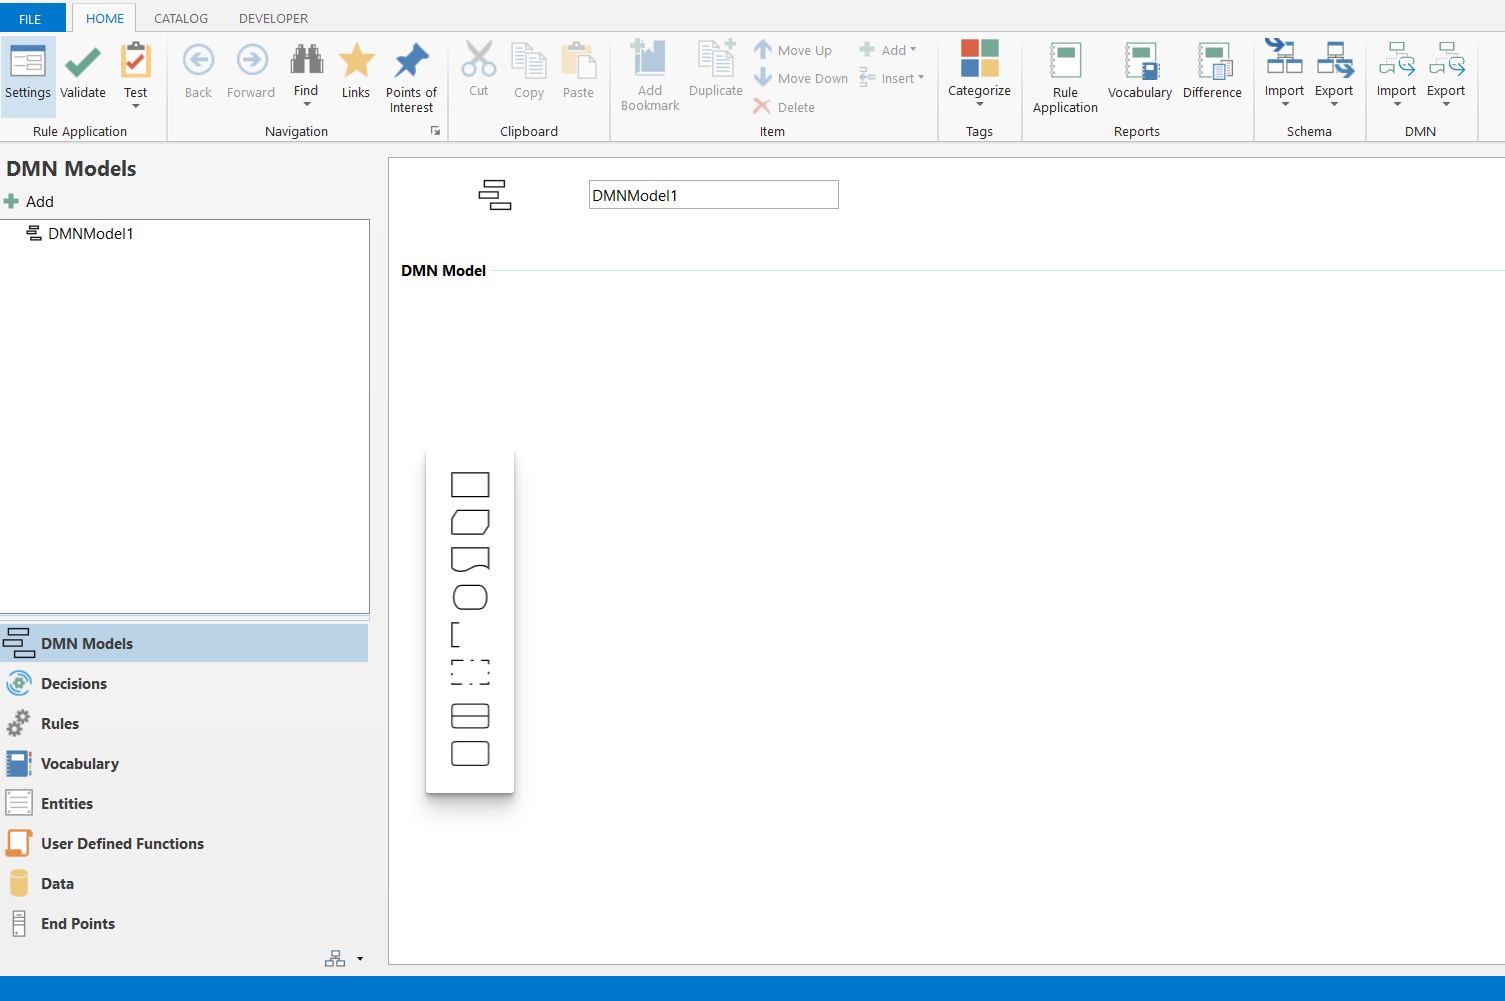 FILE HOME CATALOG DEVELOPER
Settings Validate Test Back Forward Find Links Points of Interest Cut Copy Paste Add Bookmark Duplicate Move Up Add
Move Down Insert
Delete
Categorize Rule Application Vocabulary Difference Import Export Import Export
Rule Application Navigation Clipboard Item Tags Reports Schema DMN
DMN Models
Add
DMNModel1
DMNModel1
DMN Model
DMN Models
Decisions
Rules
Vocabulary
Entities
User Defined Functions
Data
End Points